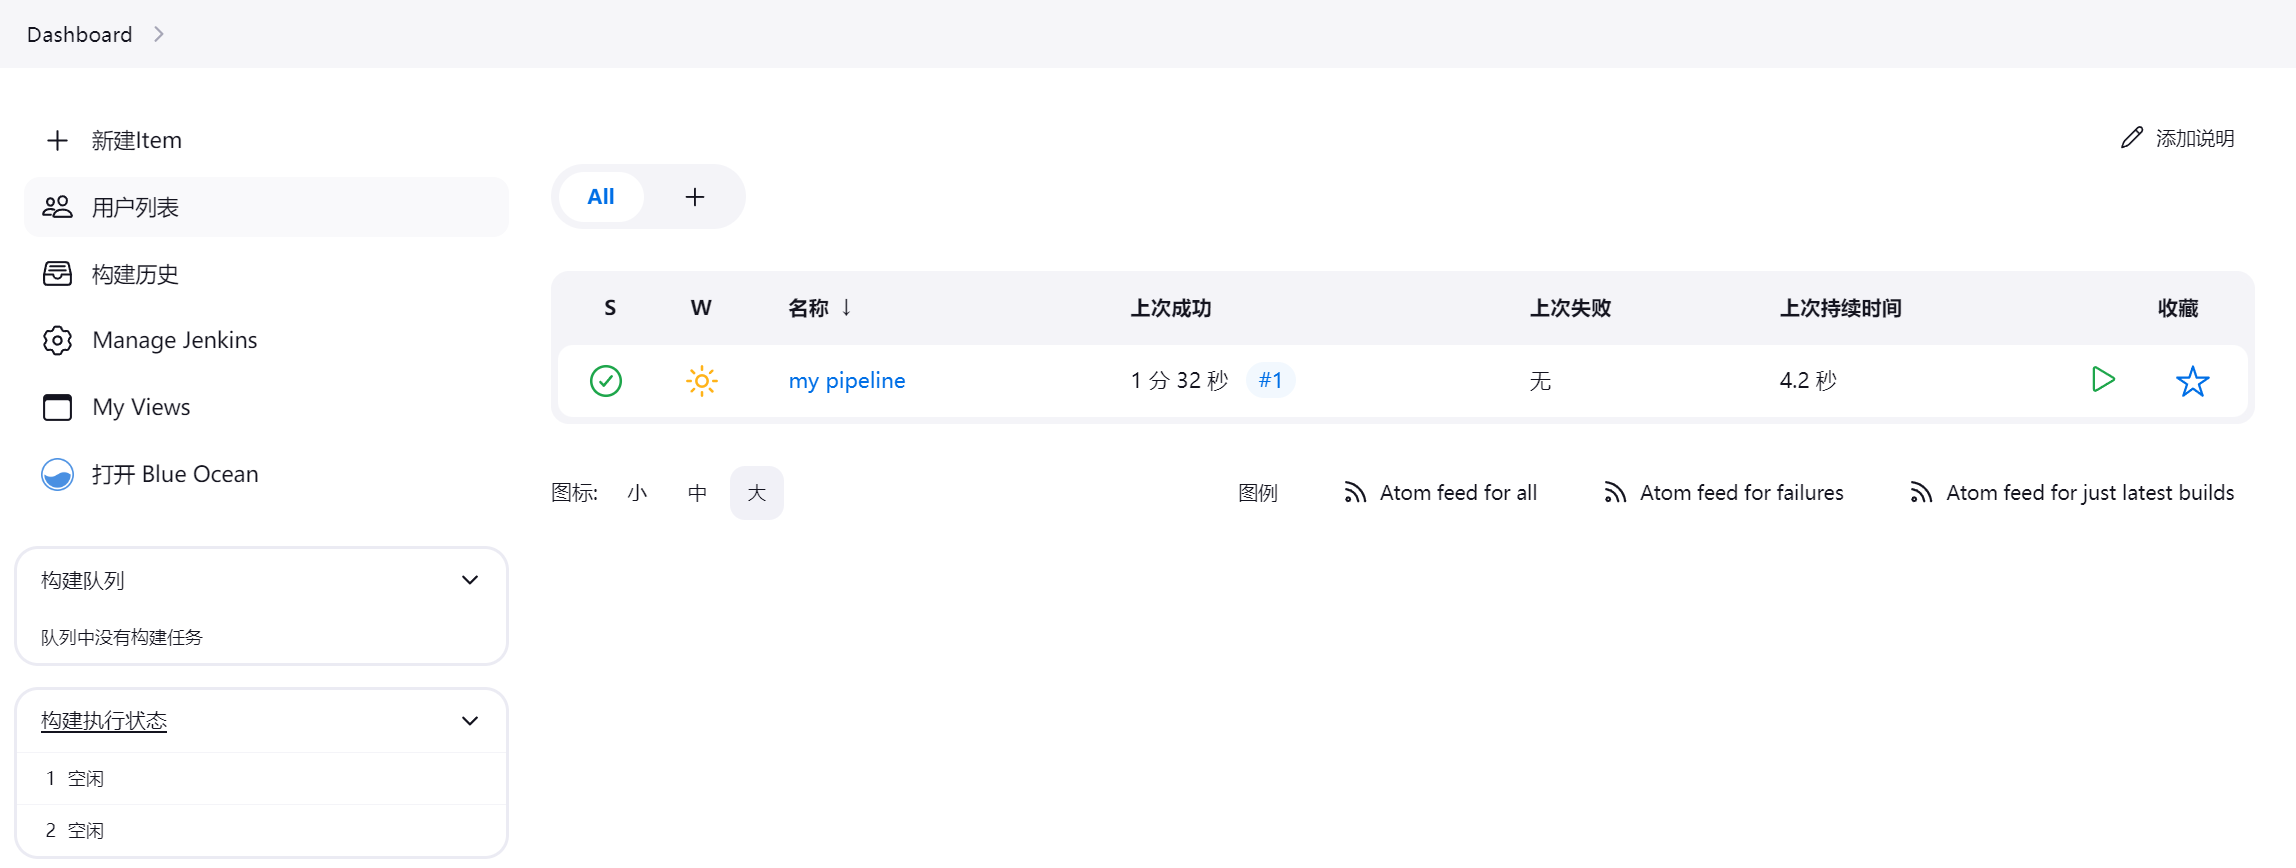 Dashboard
新建Item
用户列表
构建历史
Manage Jenkins
My Views
打开 Blue Ocean
构建队列
队列中没有构建任务
构建执行状态
1 空闲
2 空闲
添加说明
All
S W 名称 ↓ 上次成功 上次失败 上次持续时间 收藏
my pipeline 1 分 32 秒 #1 无 4.2 秒
图标: 小 中 大 图例 Atom feed for all Atom feed for failures Atom feed for just latest builds